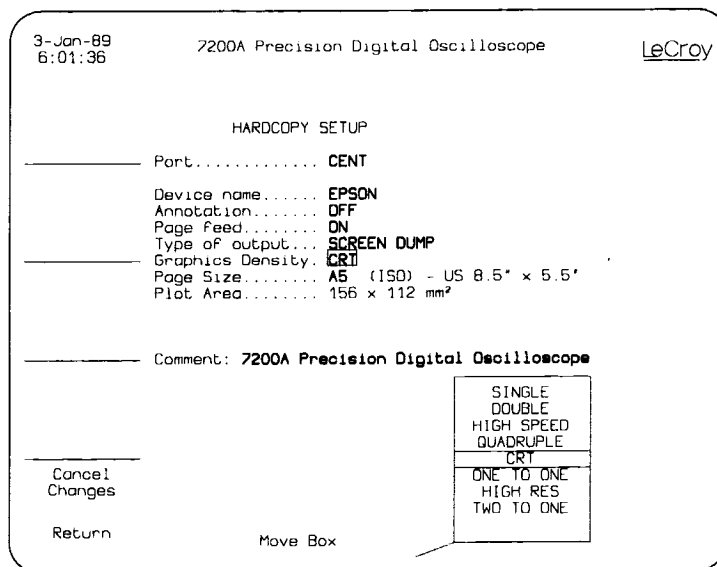 3-Jan-89
6:01:36
7200A Precision Digital Oscilloscope
LeCroy
HARDCOPY SETUP
Port............. CENT
Device name...... EPSON
Annotation....... OFF
Page feed........ ON
Type of output... SCREEN DUMP
Graphics Density. CRT
Page Size........ A5 (ISO) - US 8.5" x 5.5"
Plot Area........ 156 x 112 mm²
Comment: 7200A Precision Digital Oscilloscope
SINGLE
DOUBLE
HIGH SPEED
QUADRUPLE
CRT
ONE TO ONE
HIGH RES
TWO TO ONE
Cancel
Changes
Return
Move Box